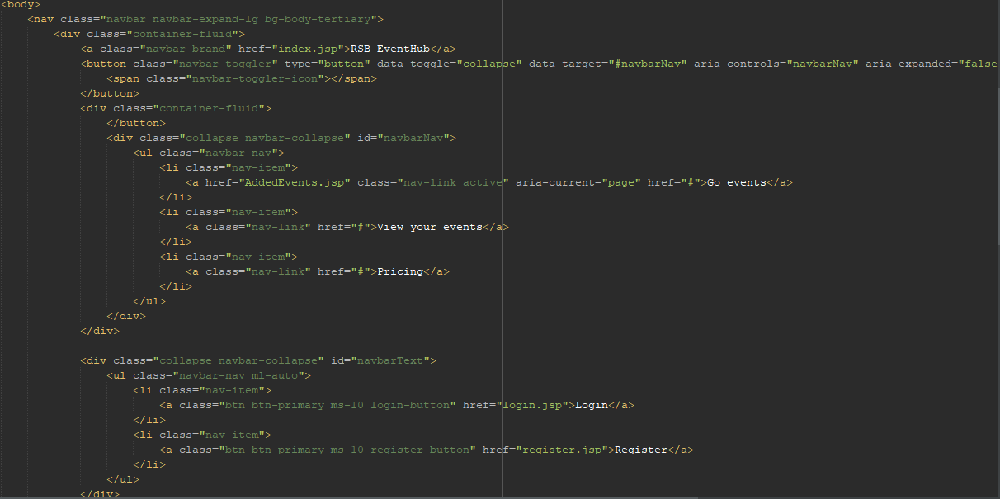 <body>
<nav class="navbar navbar-expand-lg bg-body-tertiary">
<div class="container-fluid">
<a class="navbar-brand" href="index.jsp">RSB EventHub</a>
<button class="navbar-toggler" type="button" data-toggle="collapse" data-target="#navbarNav" aria-controls="navbarNav" aria-expanded="false
<span class="navbar-toggler-icon"></span>
</button>
<div class="container-fluid">
</button>
<div class="collapse navbar-collapse" id="navbarNav">
<ul class="navbar-nav">
<li class="nav-item">
<a href="AddedEvents.jsp" class="nav-link active" aria-current="page" href="#">Go events</a>
</li>
<li class="nav-item">
<a class="nav-link" href="#">View your events</a>
</li>
<li class="nav-item">
<a class="nav-link" href="#">Pricing</a>
</li>
</ul>
</div>
</div>
<div class="collapse navbar-collapse" id="navbarText">
<ul class="navbar-nav ml-auto">
<li class="nav-item">
<a class="btn btn-primary ms-10 login-button" href="login.jsp">Login</a>
</li>
<li class="nav-item">
<a class="btn btn-primary ms-10 register-button" href="register.jsp">Register</a>
</li>
</ul>
</div>